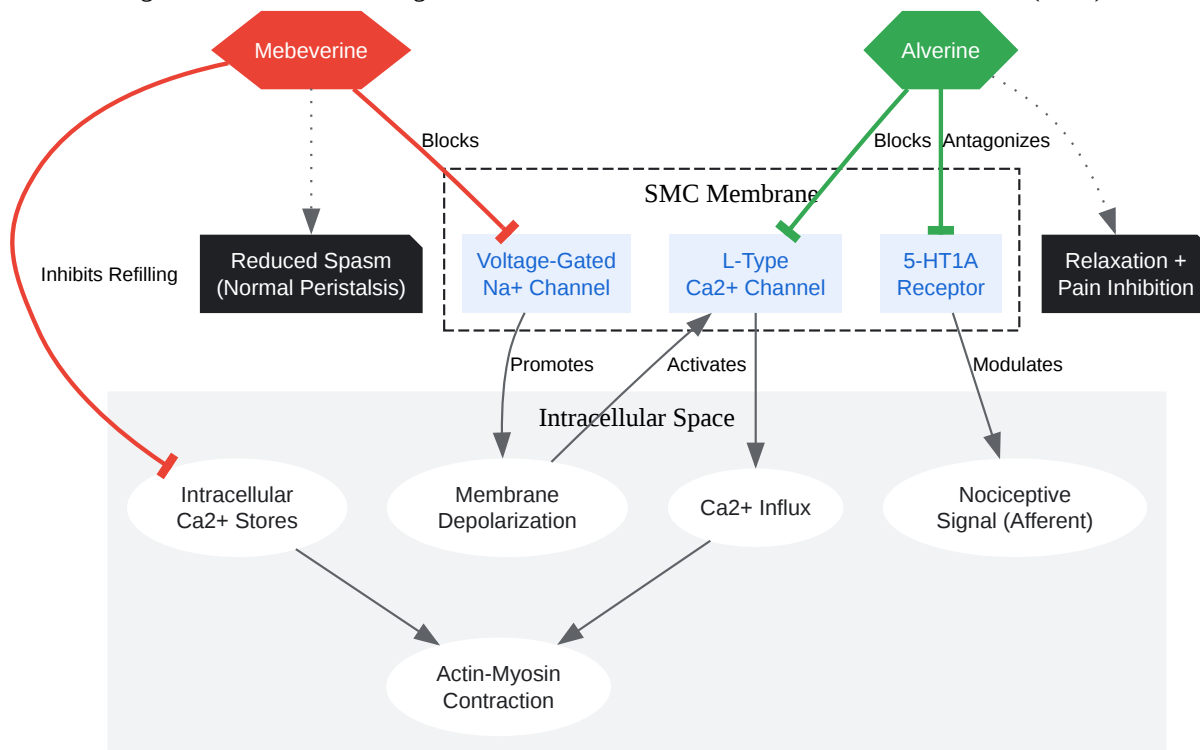 Mebeverine
Alverine
Blocks
Blocks
Antagonizes
SMC Membrane
Inhibits Refilling
Reduced Spasm
(Normal Peristalsis)
Voltage-Gated
Na+ Channel
L-Type
Ca2+ Channel
5-HT1A
Receptor
Relaxation +
Pain Inhibition
Promotes
Activates
Modulates
Intracellular Space
Intracellular
Ca2+ Stores
Membrane
Depolarization
Ca2+ Influx
Nociceptive
Signal (Afferent)
Actin-Myosin
Contraction